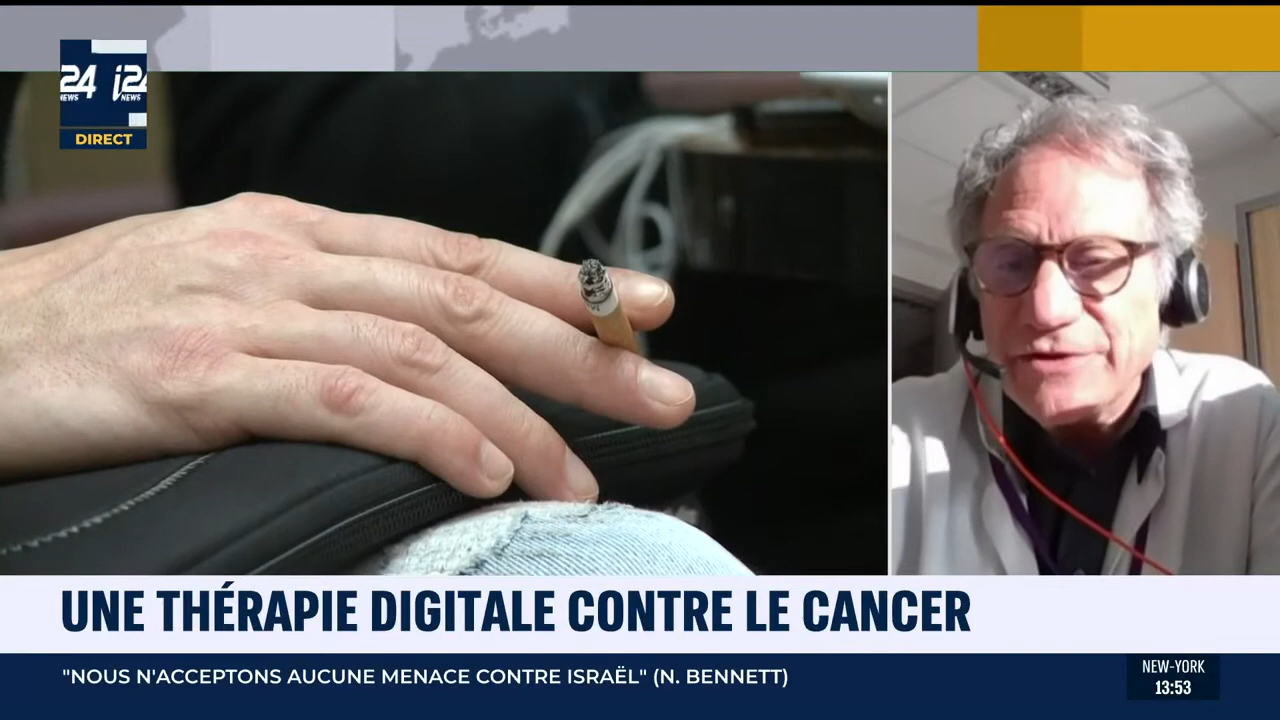 24 i24
NEWS NEWS
DIRECT
UNE THÉRAPIE DIGITALE CONTRE LE CANCER
"NOUS N'ACCEPTONS AUCUNE MENACE CONTRE ISRAËL" (N. BENNETT)
NEW-YORK
13:53